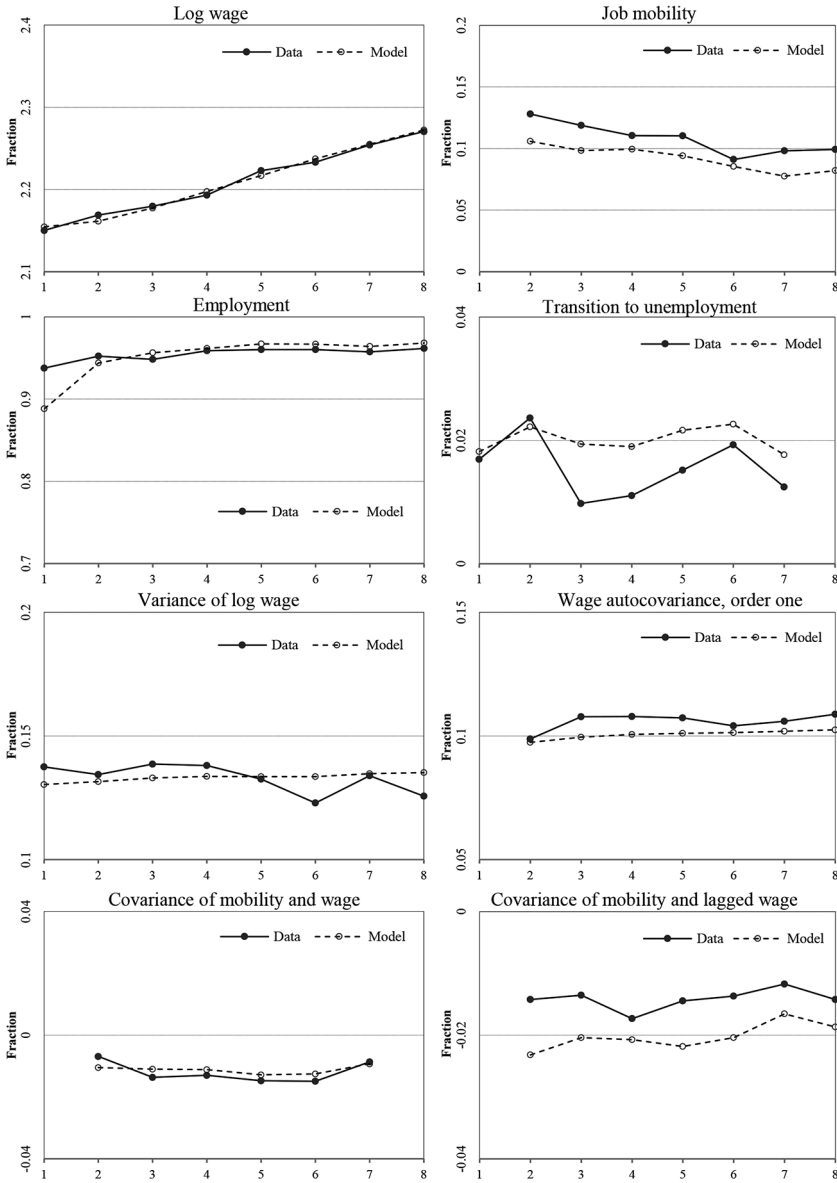 Log wage
Data Model
Fraction
2.4
2.3
2.2
2.1
1 2 3 4 5 6 7 8
Job mobility
Data Model
Fraction
0.2
0.15
0.1
0.05
0
1 2 3 4 5 6 7 8
Employment
Data Model
Fraction
1
0.9
0.8
0.7
1 2 3 4 5 6 7 8
Transition to unemployment
Data Model
Fraction
0.04
0.02
0
1 2 3 4 5 6 7 8
Variance of log wage
Data Model
Fraction
0.2
0.15
0.1
1 2 3 4 5 6 7 8
Wage autocovariance, order one
Data Model
Fraction
0.15
0.1
0.05
1 2 3 4 5 6 7 8
Covariance of mobility and wage
Data Model
Fraction
0.04
0
-0.04
1 2 3 4 5 6 7 8
Covariance of mobility and lagged wage
Data Model
Fraction
0
-0.02
-0.04
1 2 3 4 5 6 7 8